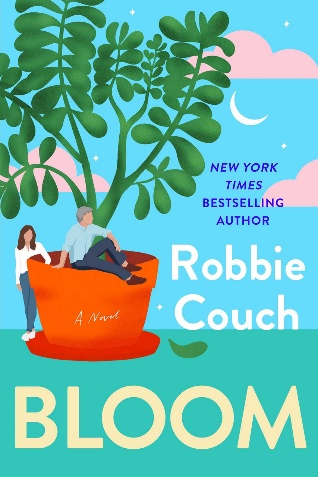 NEW YORK
TIMES
BESTSELLING
AUTHOR
Robbie
Couch
A Novel
BLOOM